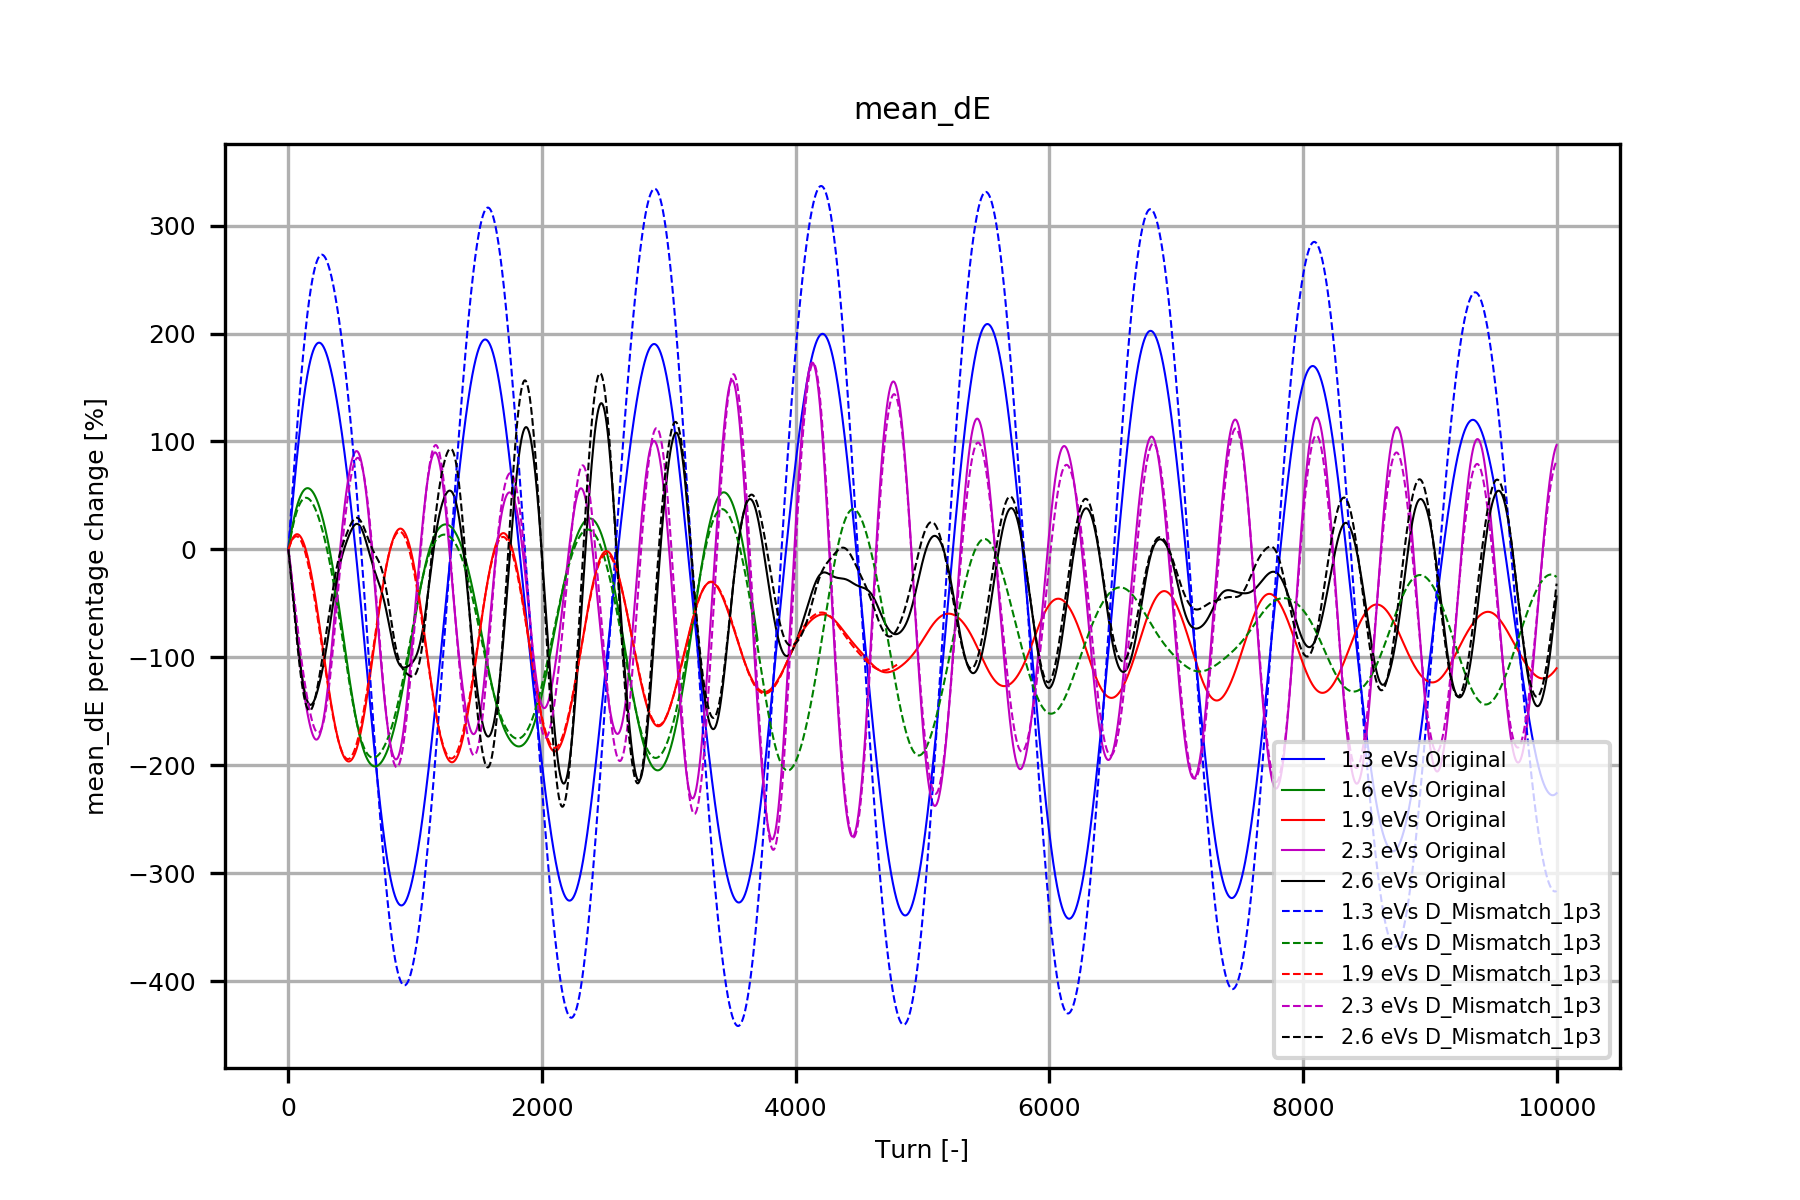 mean_dE
mean_dE percentage change [%]
300
200
100
0
−100
−200
−300
−400
0 2000 4000 6000 8000 10000
Turn [-]
1.3 eVs Original
1.6 eVs Original
1.9 eVs Original
2.3 eVs Original
2.6 eVs Original
1.3 eVs D_Mismatch_1p3
1.6 eVs D_Mismatch_1p3
1.9 eVs D_Mismatch_1p3
2.3 eVs D_Mismatch_1p3
2.6 eVs D_Mismatch_1p3